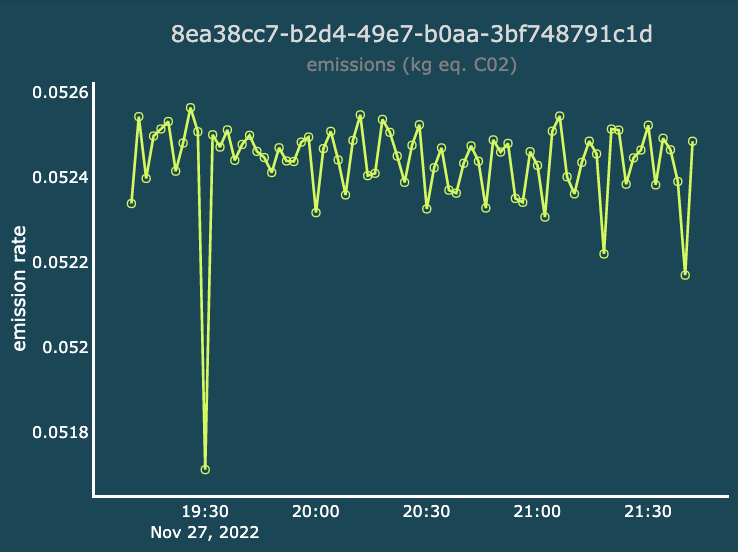 8ea38cc7-b2d4-49e7-b0aa-3bf748791c1d
emissions (kg eq. C02)
emission rate
0.0526
0.0524
0.0522
0.052
0.0518
19:30
20:00
20:30
21:00
21:30
Nov 27, 2022